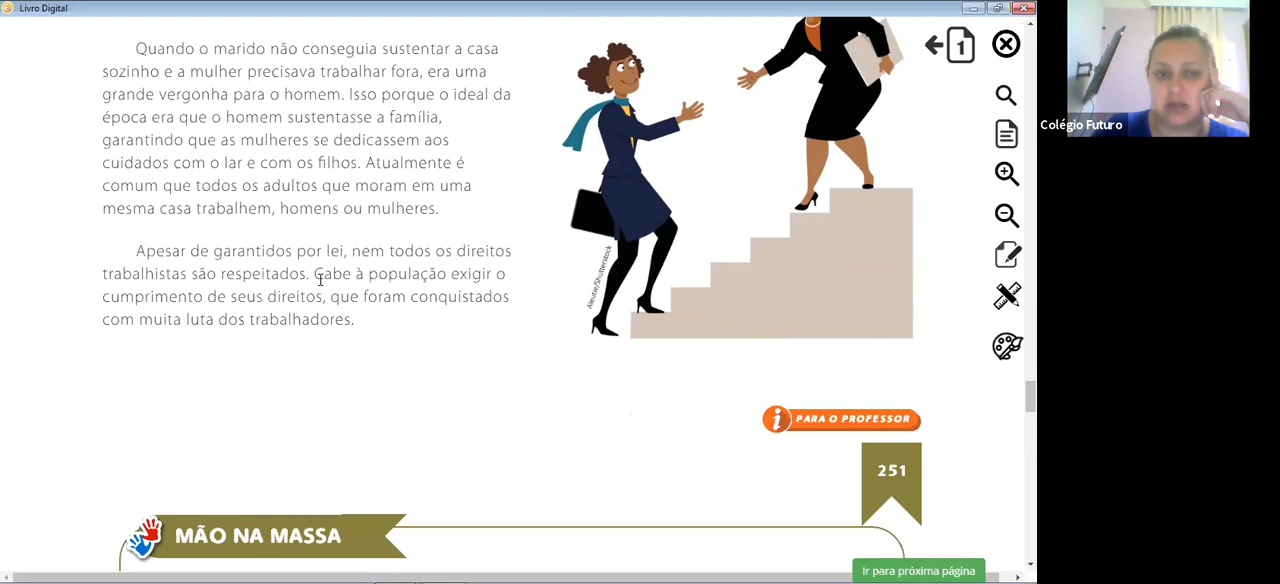 Livro Digital
Quando o marido não conseguia sustentar a casa
sozinho e a mulher precisava trabalhar fora, era uma
grande vergonha para o homem. Isso porque o ideal da
época era que o homem sustentasse a família,
garantindo que as mulheres se dedicassem aos
cuidados com o lar e com os filhos. Atualmente é
comum que todos os adultos que moram em uma
mesma casa trabalhem, homens ou mulheres.
Apesar de garantidos por lei, nem todos os direitos
trabalhistas são respeitados. Cabe à população exigir o
cumprimento de seus direitos, que foram conquistados
com muita luta dos trabalhadores.
Aleutie/Shutterstock
1
Colégio Futuro
i PARA O PROFESSOR
251
MÃO NA MASSA
Ir para próxima página